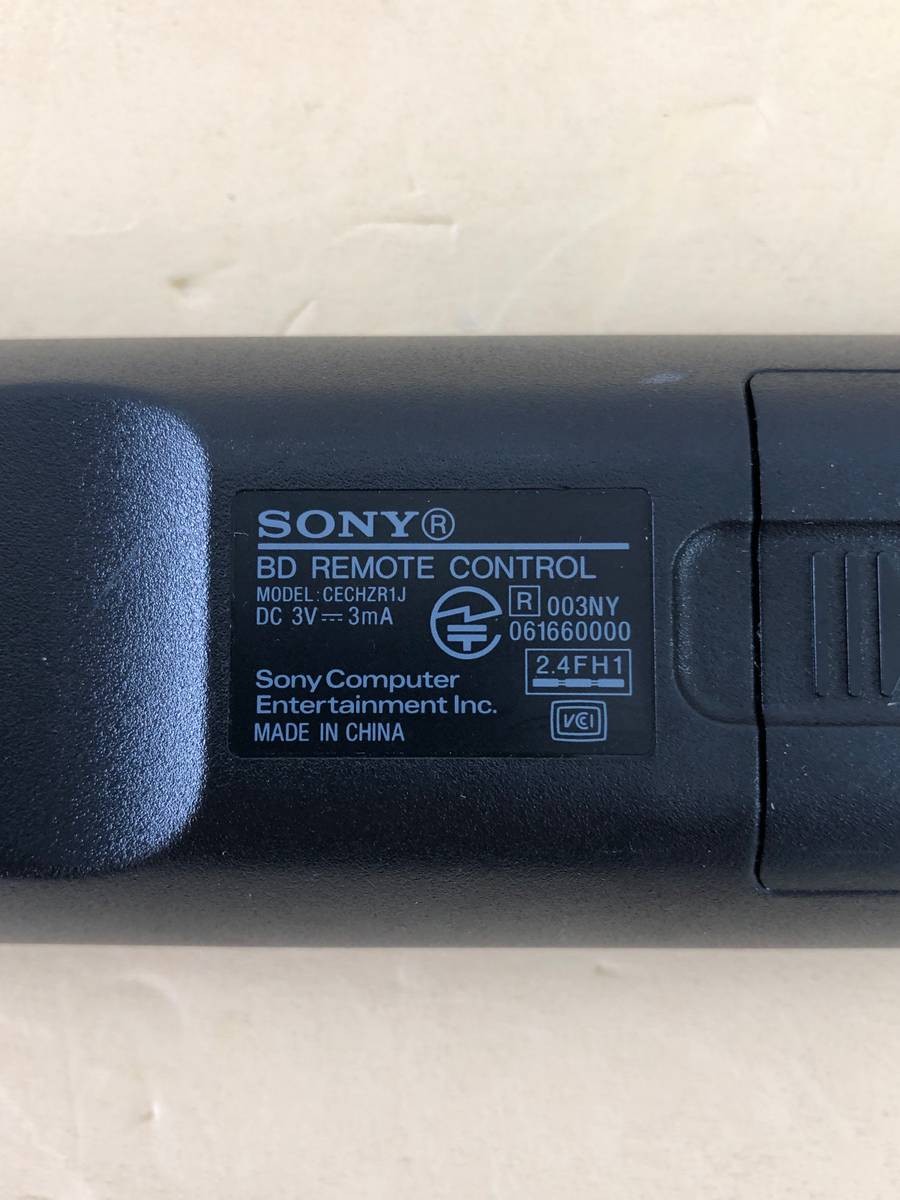 SONY®
BD REMOTE CONTROL
MODEL: CECHZR1J
DC 3V⎓3mA
R 003NY
061660000
2.4FH1
Sony Computer
Entertainment Inc.
MADE IN CHINA
VCI